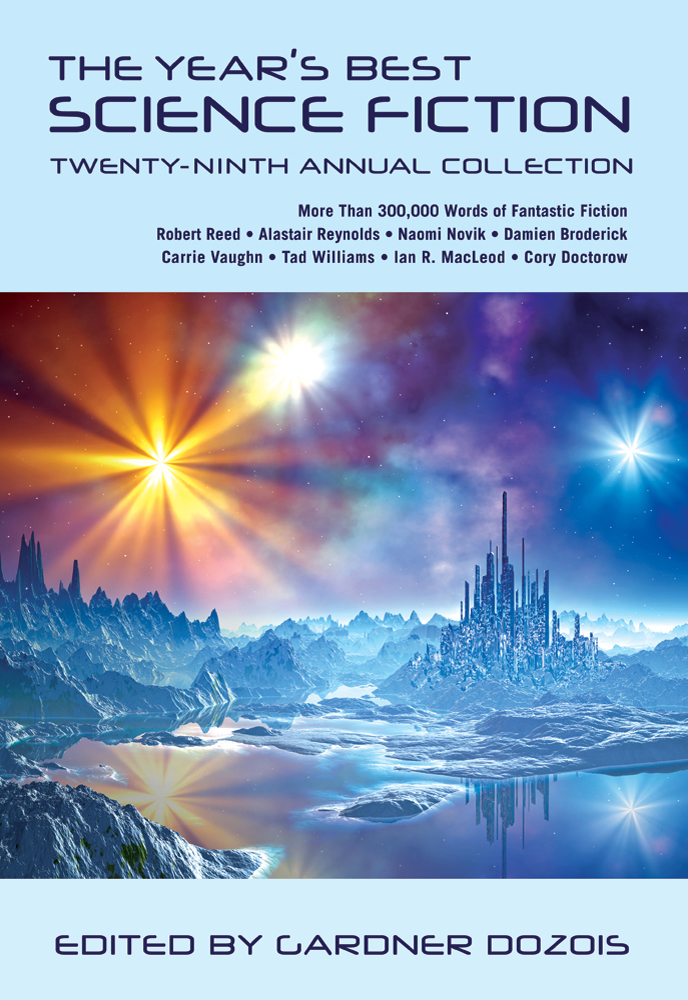 THE YEAR'S BEST
SCIENCE FICTION
TWENTY-NINTH ANNUAL COLLECTION
More Than 300,000 Words of Fantastic Fiction
Robert Reed • Alastair Reynolds • Naomi Novik • Damien Broderick
Carrie Vaughn • Tad Williams • Ian R. MacLeod • Cory Doctorow
EDITED BY GARDNER DOZOIS